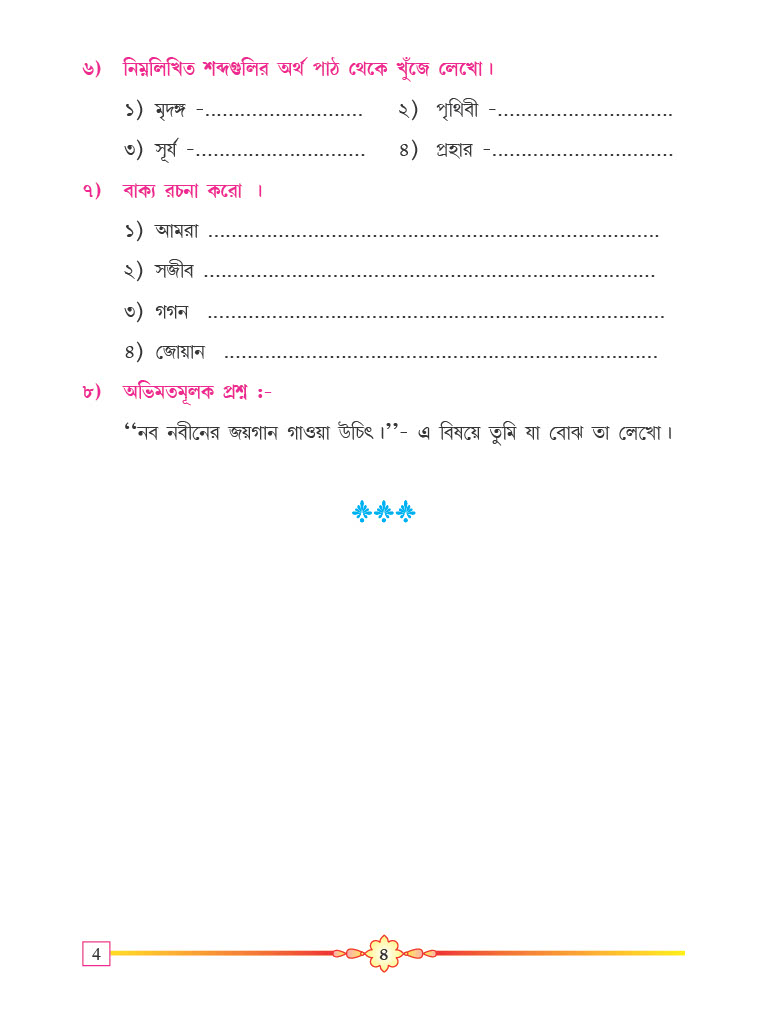 ৬) নিম্নলিখিত শব্দগুলির অর্থ পাঠ থেকে খুঁজে লেখো।
১) মৃদঙ্গ -........................... ২) পৃথিবী -..............................
৩) সূর্য -............................. ৪) প্রহার -...............................
৭) বাক্য রচনা করো ।
১) আমরা .............................................................................
২) সজীব .............................................................................
৩) গগন ..............................................................................
৪) জোয়ান ..........................................................................
৮) অভিমতমূলক প্রশ্ন :-
‘‘নব নবীনের জয়গান গাওয়া উচিৎ।’’- এ বিষয়ে তুমি যা বোঝ তা লেখো।
4 ৪